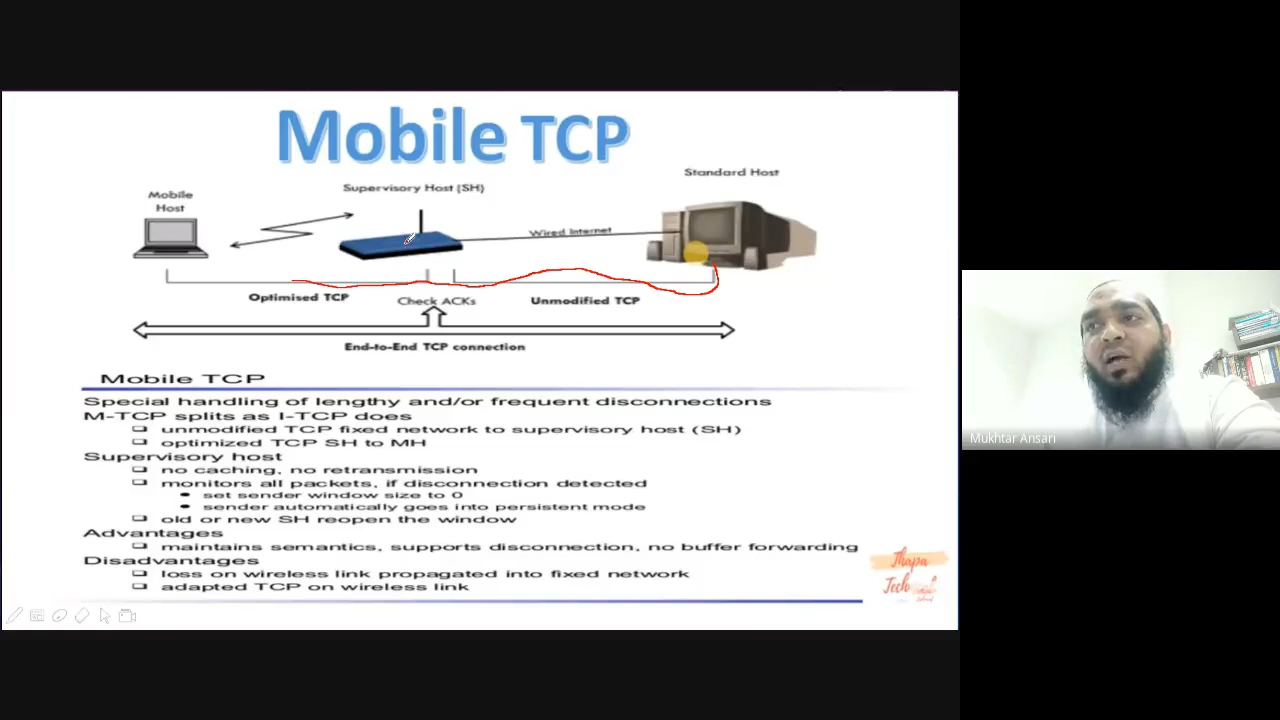 Mobile TCP
Standard Host
Supervisory Host (SH)
Mobile
Host
Wired Internet
Optimised TCP
Check ACKs
Unmodified TCP
End-to-End TCP connection
Mobile TCP
Special handling of lengthy and/or frequent disconnections
M-TCP splits as I-TCP does
unmodified TCP fixed network to supervisory host (SH)
optimized TCP SH to MH
Supervisory host
no caching, no retransmission
monitors all packets, if disconnection detected
set sender window size to 0
sender automatically goes into persistent mode
old or new SH reopen the window
Advantages
maintains semantics, supports disconnection, no buffer forwarding
Disadvantages
loss on wireless link propagated into fixed network
adapted TCP on wireless link
Thapa
Tech
Mukhtar Ansari